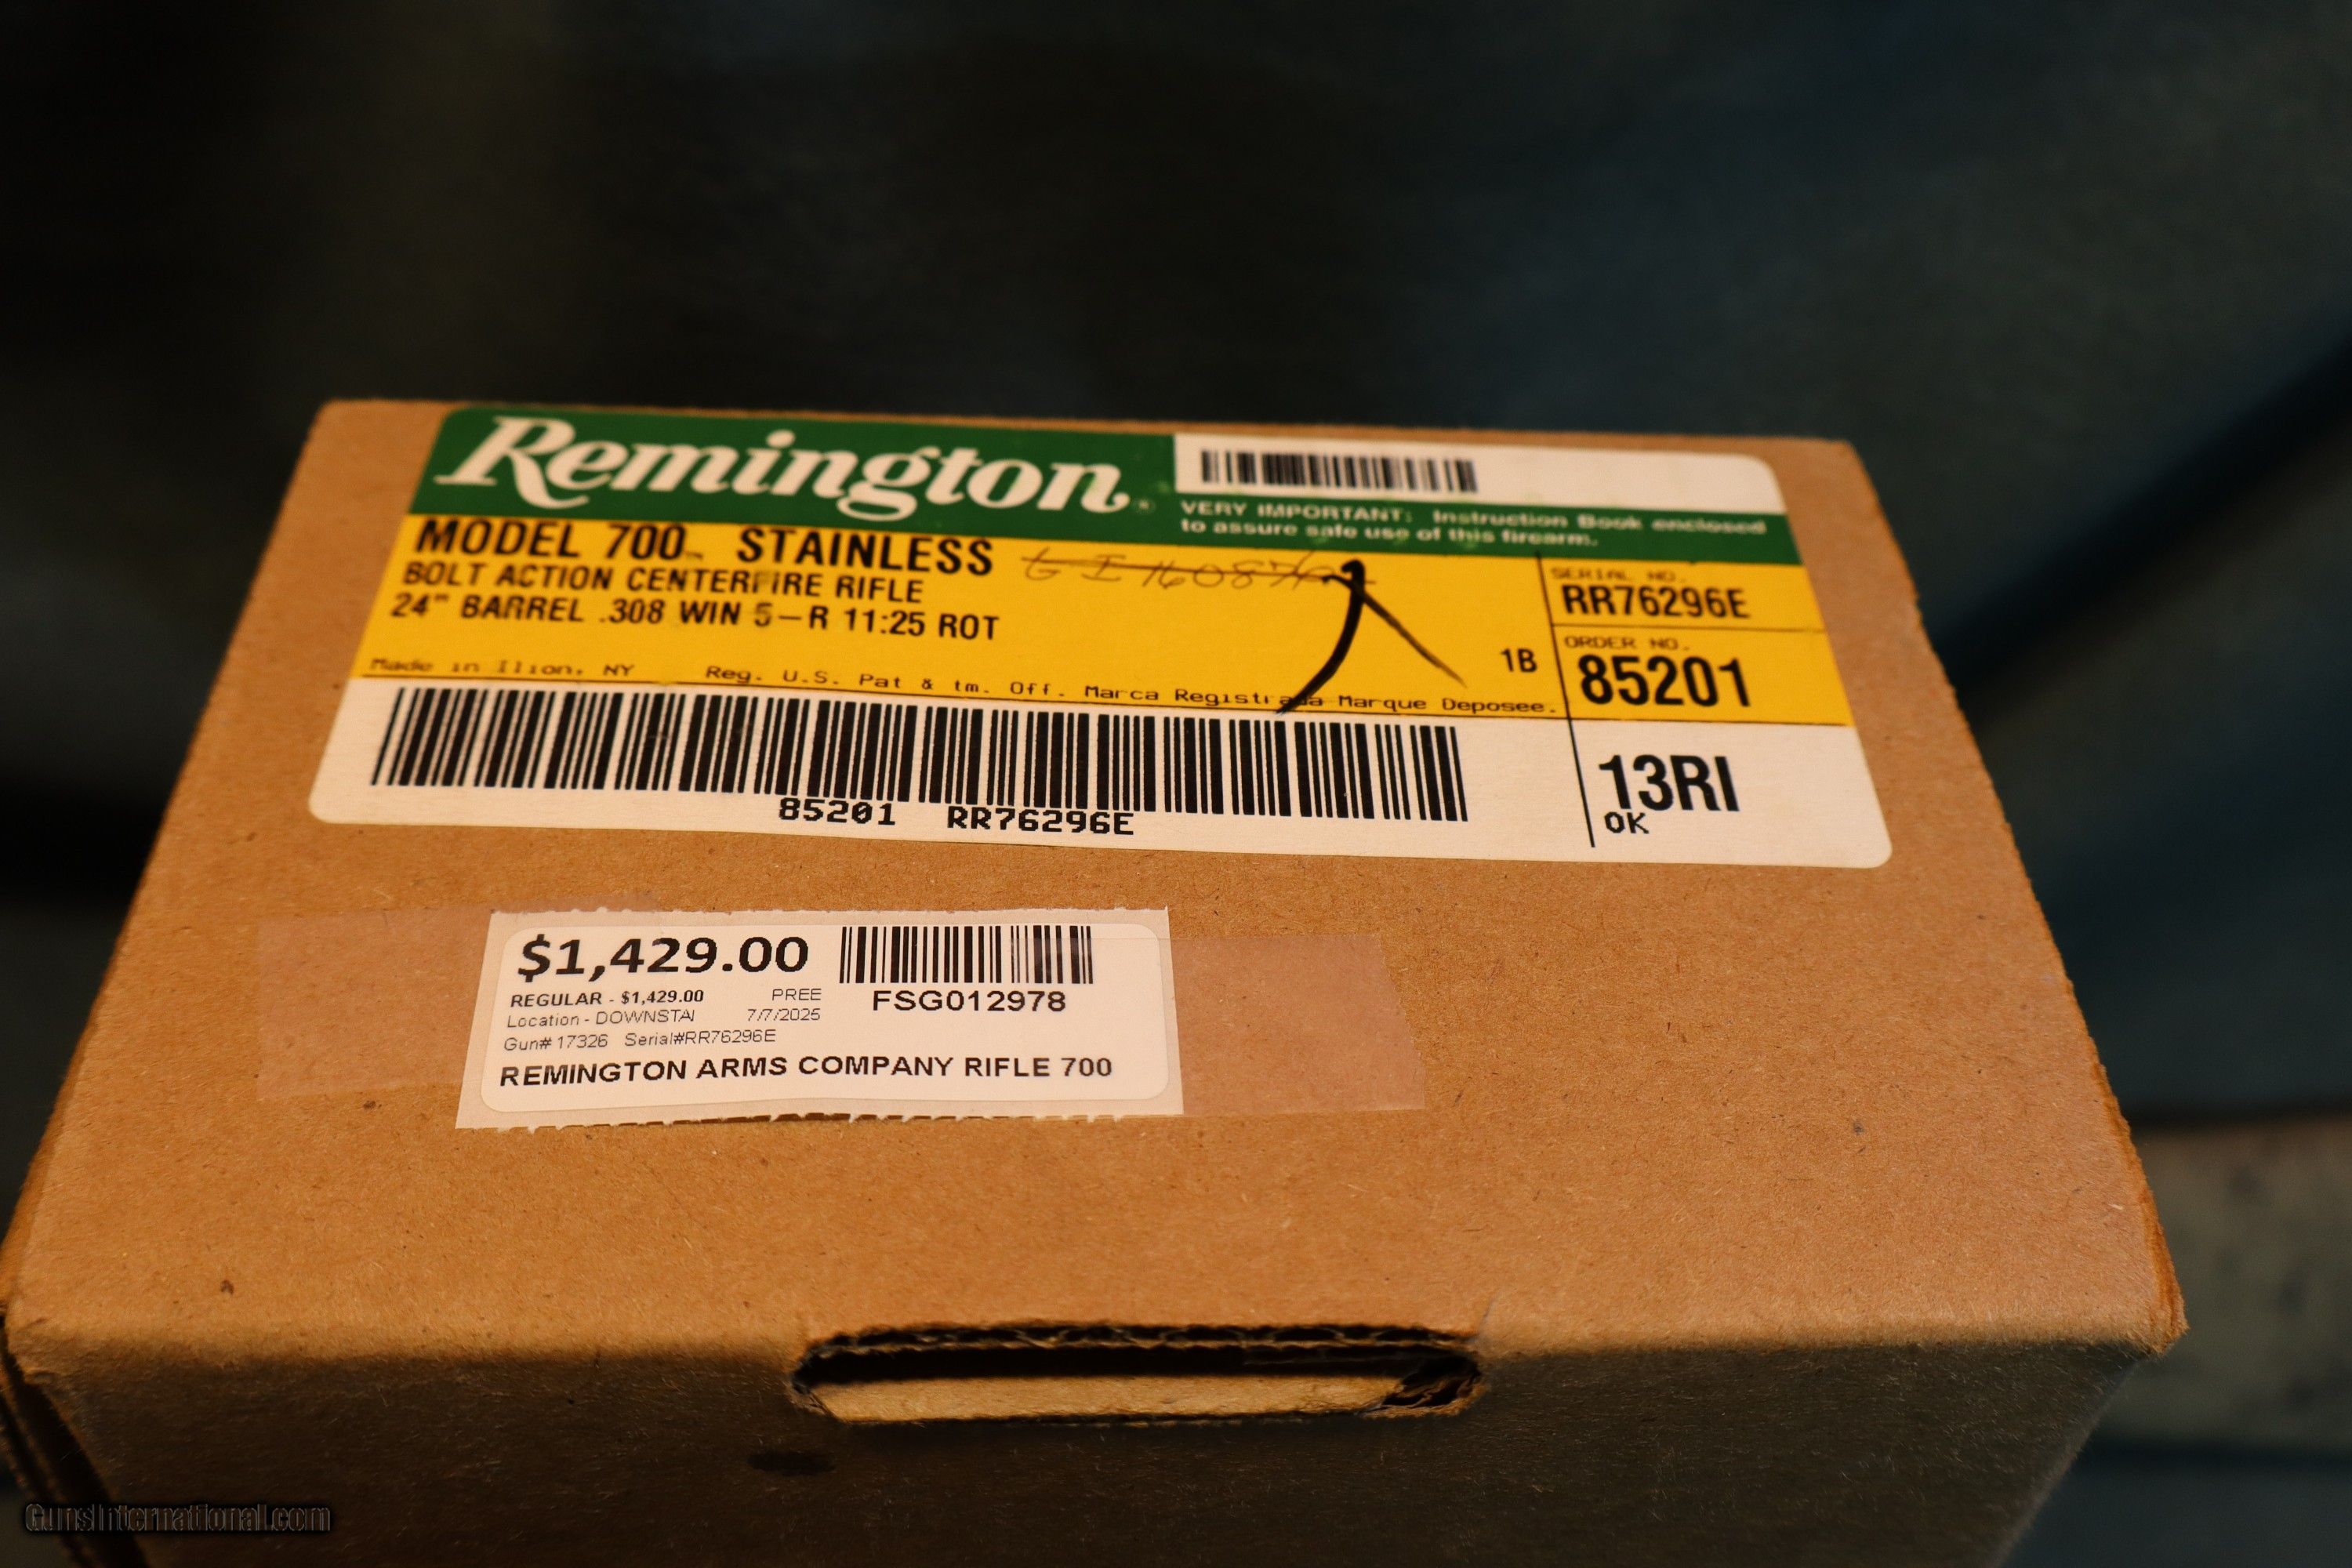 Remington®
VERY IMPORTANT: Instruction Book enclosed
to assure safe use of this firearm.
MODEL 700™ STAINLESS
BOLT ACTION CENTERFIRE RIFLE
24" BARREL .308 WIN 5-R 11:25 ROT
Made in Ilion, NY Reg. U.S. Pat & tm. Off. Marca Registrada Marque Deposee.
1B
SERIAL NO.
RR76296E
ORDER NO.
85201
13RI
OK
85201 RR76296E
$1,429.00
REGULAR - $1,429.00 PREE
Location - DOWNSTAI 7/7/2025
Gun# 17326 Serial#RR76296E
FSG012978
REMINGTON ARMS COMPANY RIFLE 700
GunsInternational.com